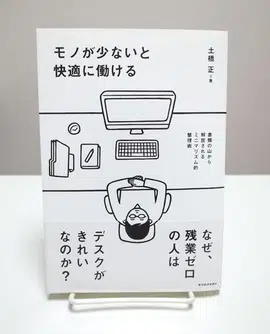 モノが少ないと
快適に働ける
土橋 正 著
書類の山から
解放される
ミニマリズム的
整理術
なぜ、
残業ゼロ
の人は
デスクが
きれい
なのか?